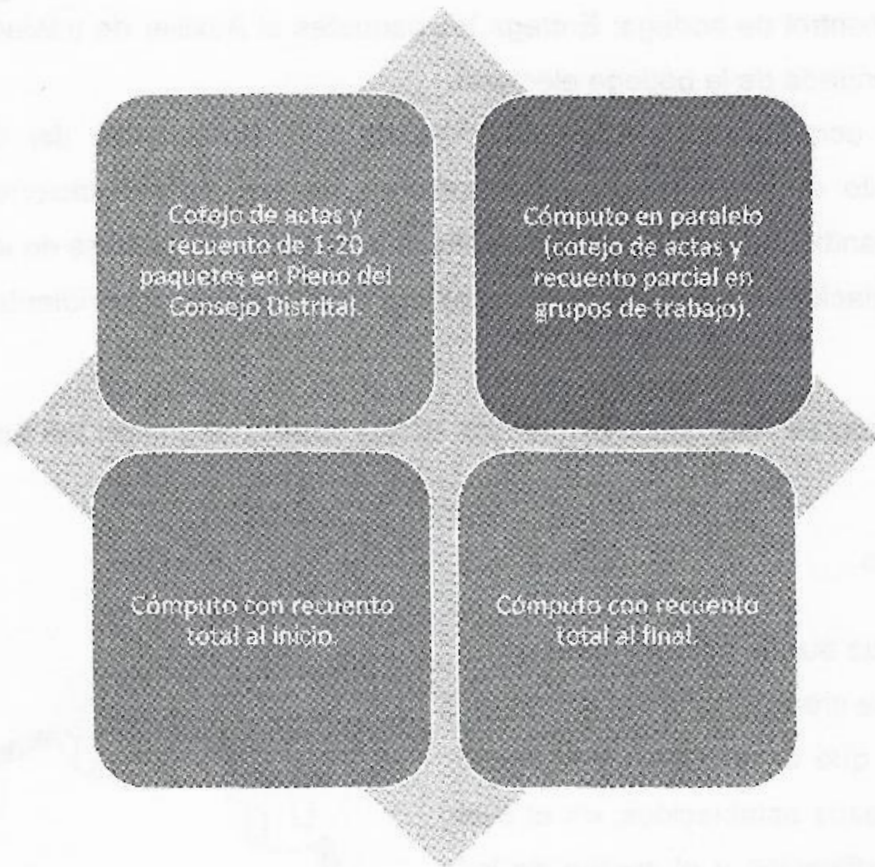 Cotejo de actas y
recuento de 1-20
paquetes en Pleno del
Consejo Distrital.
Cómputo en paralelo
(cotejo de actas y
recuento parcial en
grupos de trabajo).
Cómputo con recuento
total al inicio.
Cómputo con recuento
total al final.